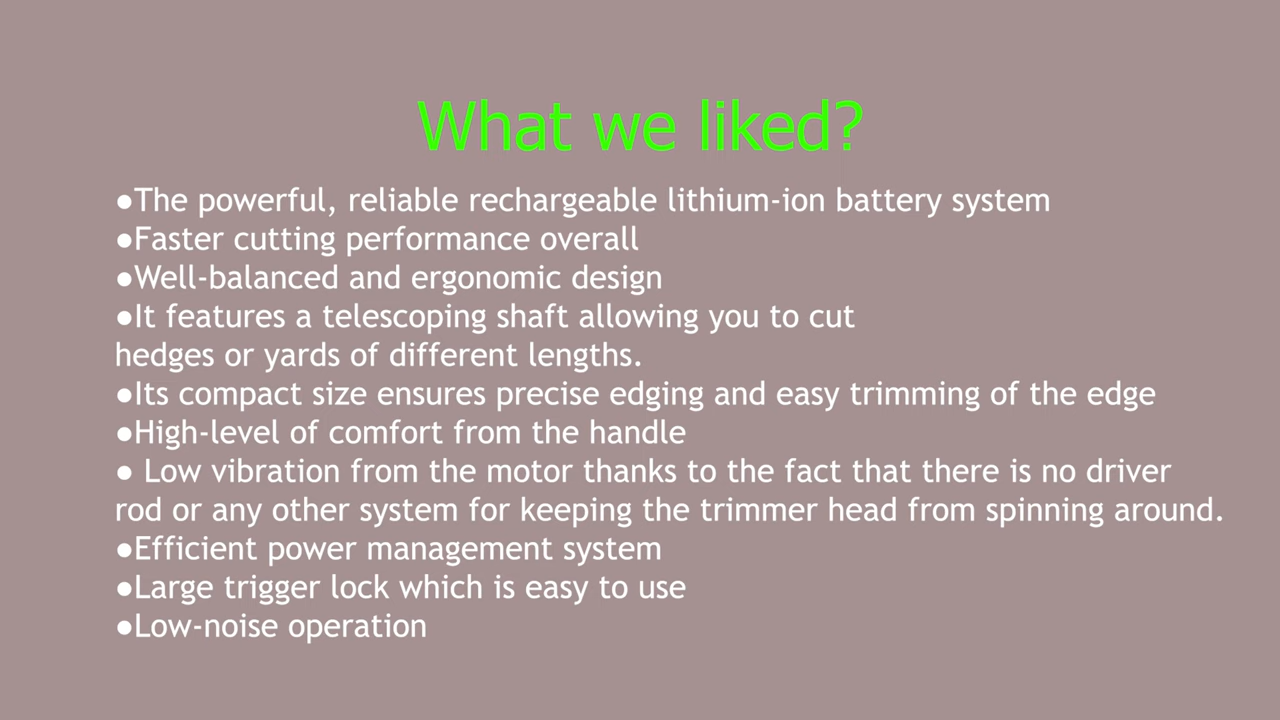 What we liked?
●The powerful, reliable rechargeable lithium-ion battery system
●Faster cutting performance overall
●Well-balanced and ergonomic design
●It features a telescoping shaft allowing you to cut
hedges or yards of different lengths.
●Its compact size ensures precise edging and easy trimming of the edge
●High-level of comfort from the handle
● Low vibration from the motor thanks to the fact that there is no driver
rod or any other system for keeping the trimmer head from spinning around.
●Efficient power management system
●Large trigger lock which is easy to use
●Low-noise operation